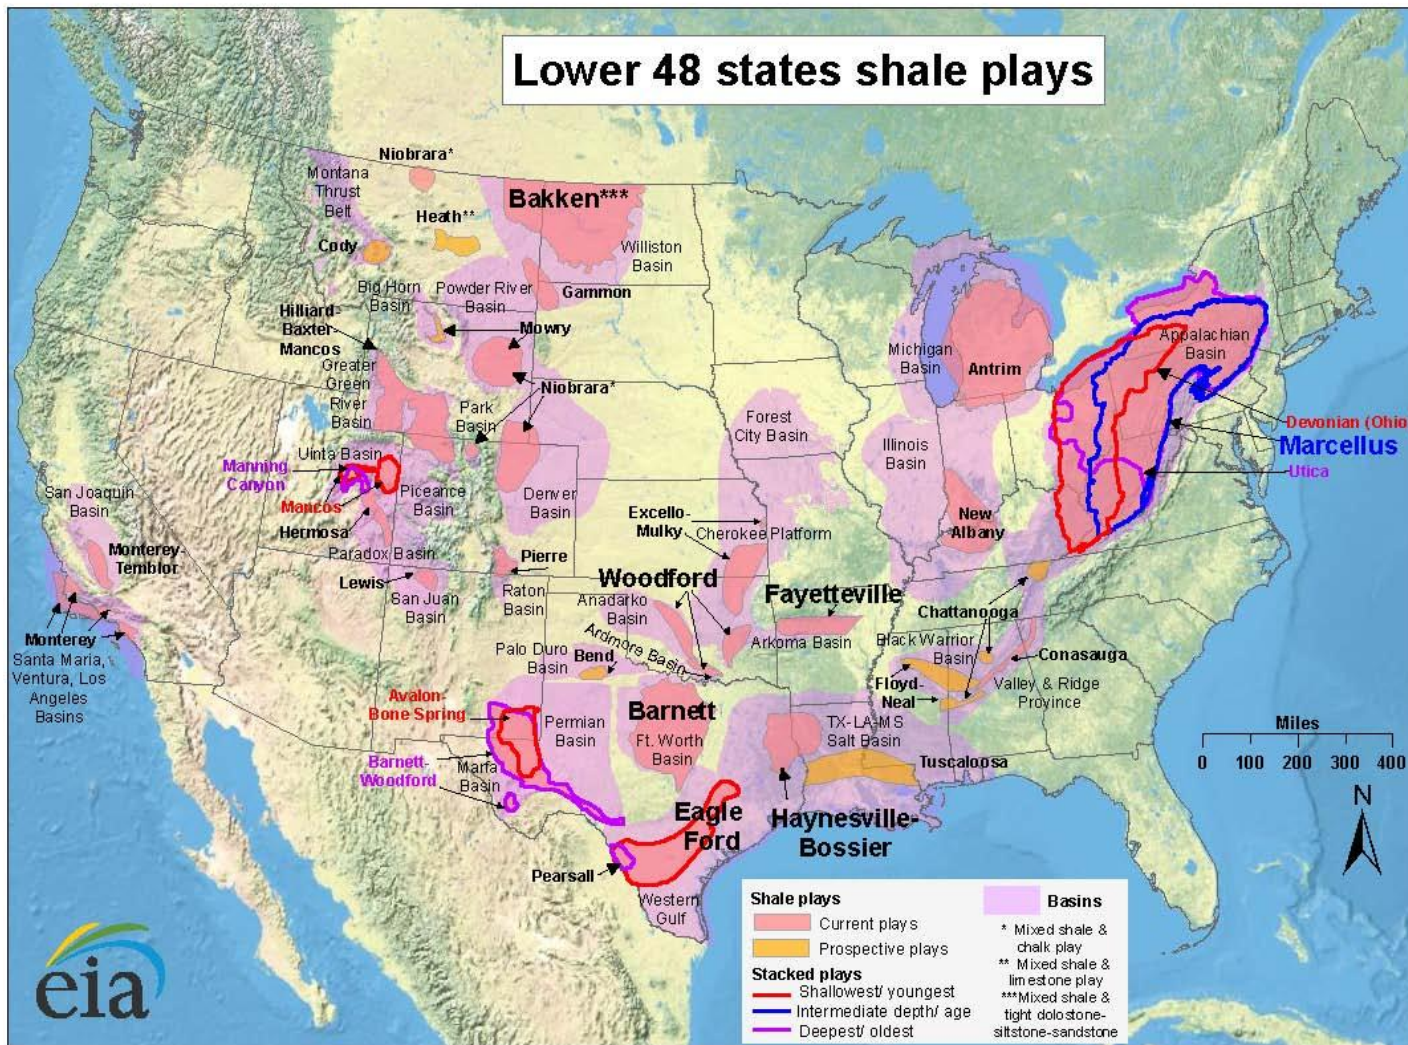 Lower 48 states shale plays
Niobrara*
Montana
Thrust
Belt
Bakken***
Heath**
Cody
Williston
Basin
Big Horn
Basin
Powder River
Basin
Gammon
Hilliard-
Baxter-
Mancos
Mowry
Greater
Green
River
Basin
Niobrara*
Park
Basin
Michigan
Basin
Antrim
Appalachian
Basin
Forest
City Basin
Illinois
Basin
Devonian (Ohio
Marcellus
Utica
Uinta Basin
Manning
Canyon
San Joaquin
Basin
Mancos
Piceance
Basin
Denver
Basin
Hermosa
Excello-
Mulky
Cherokee Platform
New
Albany
Monterey-
Temblor
Paradox Basin
Pierre
Lewis
San Juan
Basin
Raton
Basin
Woodford
Anadarko
Basin
Fayetteville
Chattanooga
Arkoma Basin
Black Warrior
Basin
Monterey
Santa Maria,
Ventura, Los
Angeles
Basins
Palo Duro
Basin
Bend
Ardmore Basin
Conasauga
Floyd-
Neal
Valley & Ridge
Province
Avalon-
Bone Spring
Permian
Basin
Barnett
Ft. Worth
Basin
TX-LA-MS
Salt Basin
Miles
0 100 200 300 400
Barnett-
Woodford
Marfa
Basin
Tuscaloosa
N
Eagle
Ford
Haynesville-
Bossier
Pearsall
Western
Gulf
Shale plays
Current plays
Prospective plays
Stacked plays
Shallowest/ youngest
Intermediate depth/ age
Deepest/ oldest
Basins
* Mixed shale &
chalk play
** Mixed shale &
limestone play
***Mixed shale &
tight dolostone-
siltstone-sandstone
eia